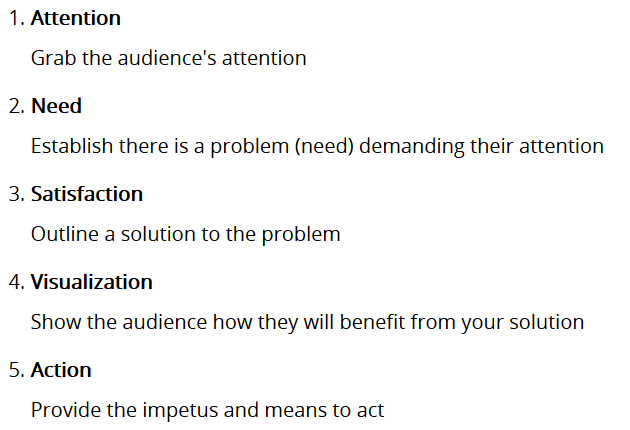 1. Attention
Grab the audience's attention
2. Need
Establish there is a problem (need) demanding their attention
3. Satisfaction
Outline a solution to the problem
4. Visualization
Show the audience how they will benefit from your solution
5. Action
Provide the impetus and means to act